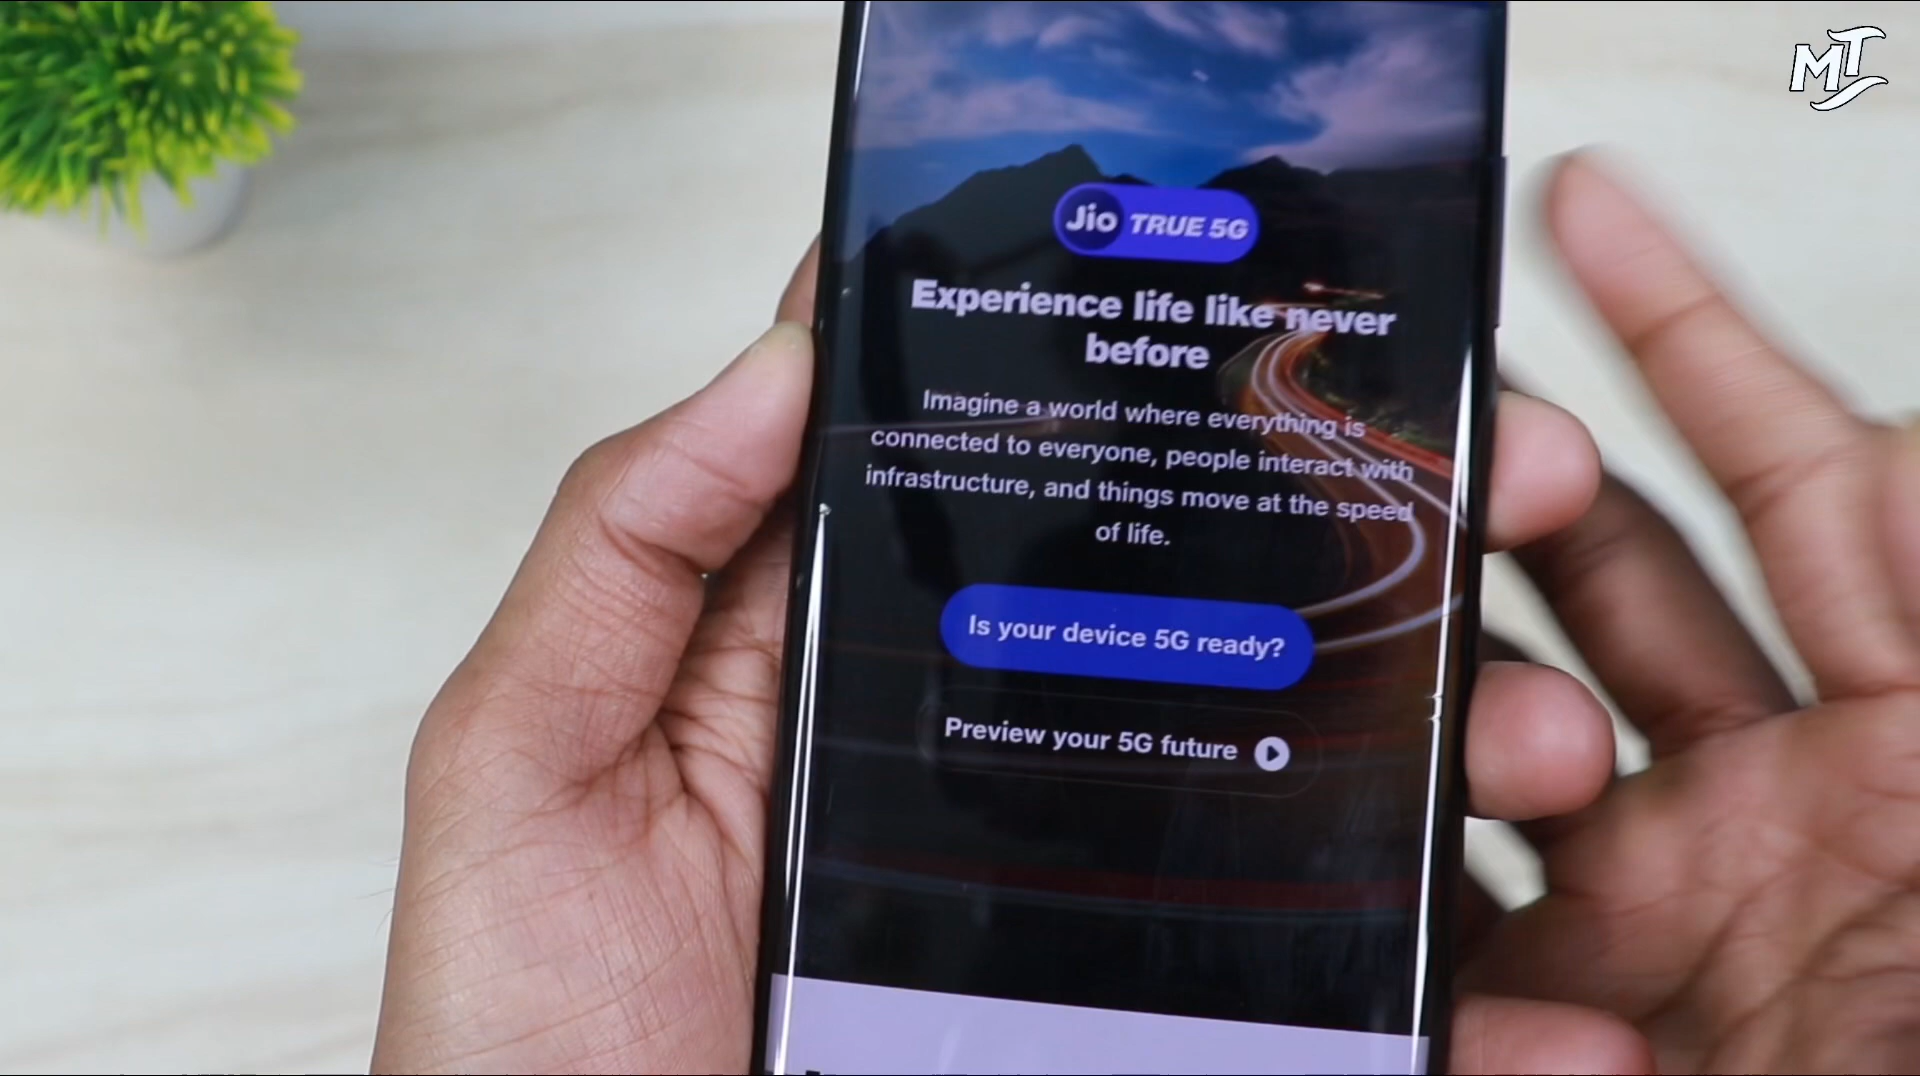 MT
Jio TRUE 5G
Experience life like never
before
Imagine a world where everything is
connected to everyone, people interact with
infrastructure, and things move at the speed
of life.
Is your device 5G ready?
Preview your 5G future